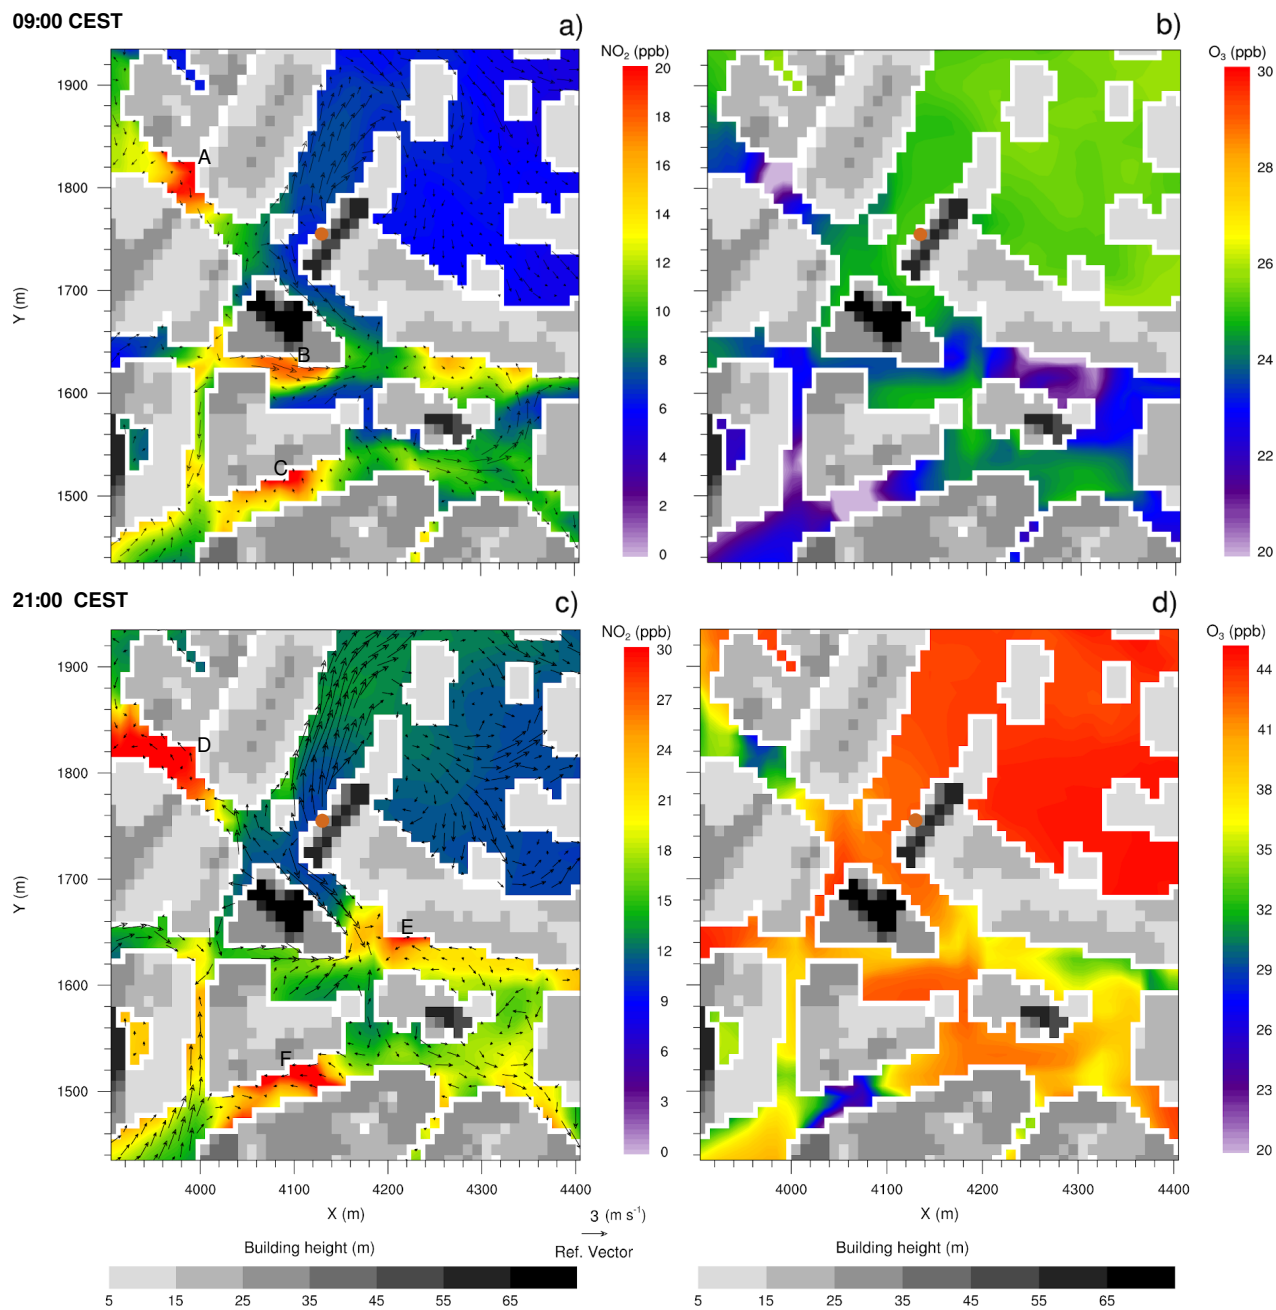 09:00 CEST
a)
b)
NO2 (ppb)
O3 (ppb)
1900
1800
1700
1600
1500
Y (m)
A
B
C
20
18
16
14
12
10
8
6
4
2
0
30
28
26
24
22
20
21:00 CEST
c)
d)
NO2 (ppb)
O3 (ppb)
1900
1800
1700
1600
1500
Y (m)
D
E
F
30
27
24
21
18
15
12
9
6
3
0
44
41
38
35
32
29
26
23
20
4000 4100 4200 4300 4400
4000 4100 4200 4300 4400
X (m)
X (m)
3 (m s-1)
Ref. Vector
Building height (m)
Building height (m)
5 15 25 35 45 55 65
5 15 25 35 45 55 65